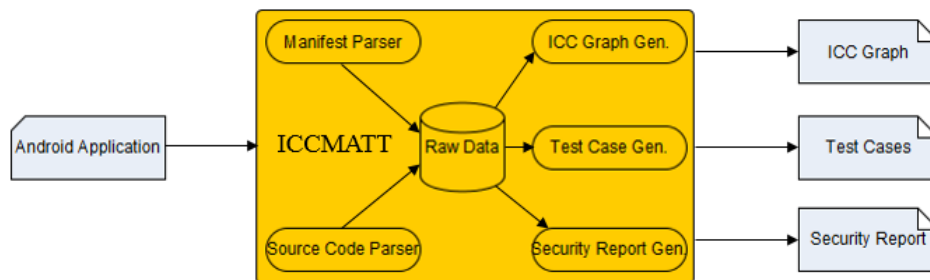 Manifest Parser
ICC Graph Gen.
ICC Graph
Android Application
ICCMATT
Raw Data
Test Case Gen.
Test Cases
Source Code Parser
Security Report Gen.
Security Report